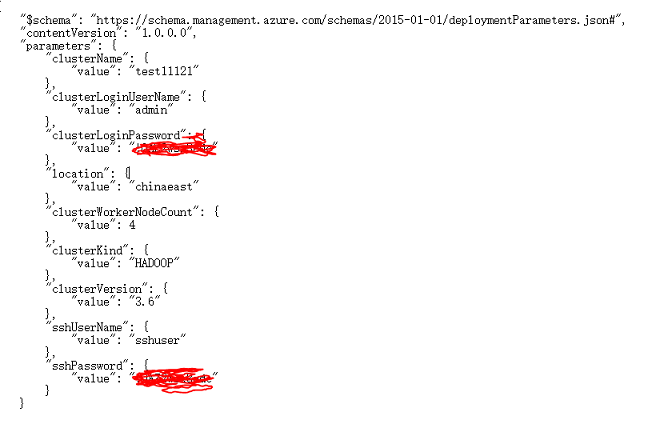 "$schema": "https://schema.management.azure.com/schemas/2015-01-01/deploymentParameters.json#",
"contentVersion": "1.0.0.0",
"parameters": {
"clusterName": {
"value": "test11121"
},
"clusterLoginUserName": {
"value": "admin"
},
"clusterLoginPassword": {
"value": "
},
"location": {
"value": "chinaeast"
},
"clusterWorkerNodeCount": {
"value": 4
},
"clusterKind": {
"value": "HADOOP"
},
"clusterVersion": {
"value": "3.6"
},
"sshUserName": {
"value": "sshuser"
},
"sshPassword": {
"value": "
}
}